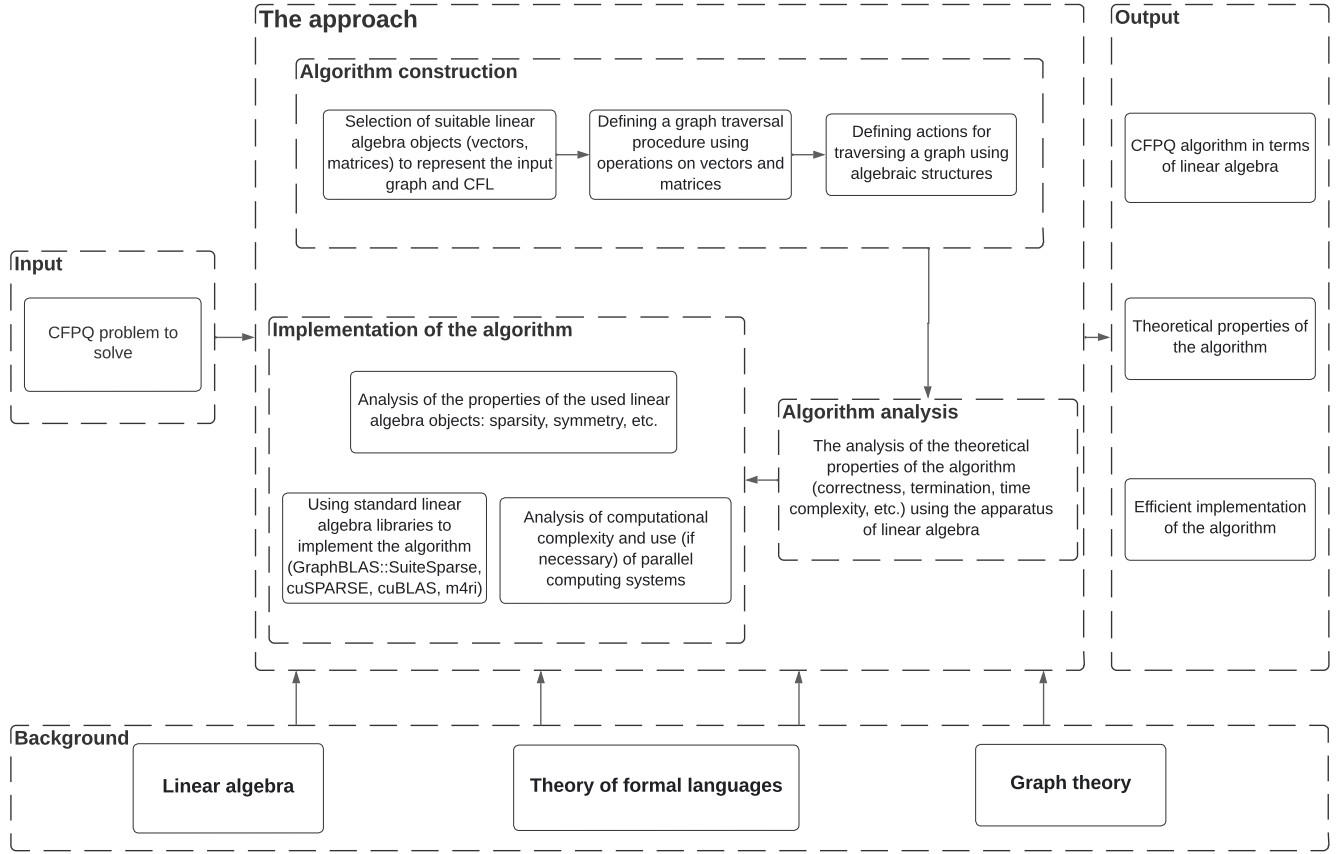 The approach
Output
Algorithm construction
Selection of suitable linear
algebra objects (vectors,
matrices) to represent the input
graph and CFL
Defining a graph traversal
procedure using
operations on vectors and
matrices
Defining actions for
traversing a graph using
algebraic structures
CFPQ algorithm in terms
of linear algebra
Input
CFPQ problem to
solve
Implementation of the algorithm
Analysis of the properties of the used linear
algebra objects: sparsity, symmetry, etc.
Using standard linear
algebra libraries to
implement the algorithm
(GraphBLAS::SuiteSparse,
cuSPARSE, cuBLAS, m4ri)
Analysis of computational
complexity and use (if
necessary) of parallel
computing systems
Algorithm analysis
The analysis of the theoretical
properties of the algorithm
(correctness, termination, time
complexity, etc.) using the apparatus
of linear algebra
Theoretical properties of
the algorithm
Efficient implementation
of the algorithm
Background
Linear algebra
Theory of formal languages
Graph theory